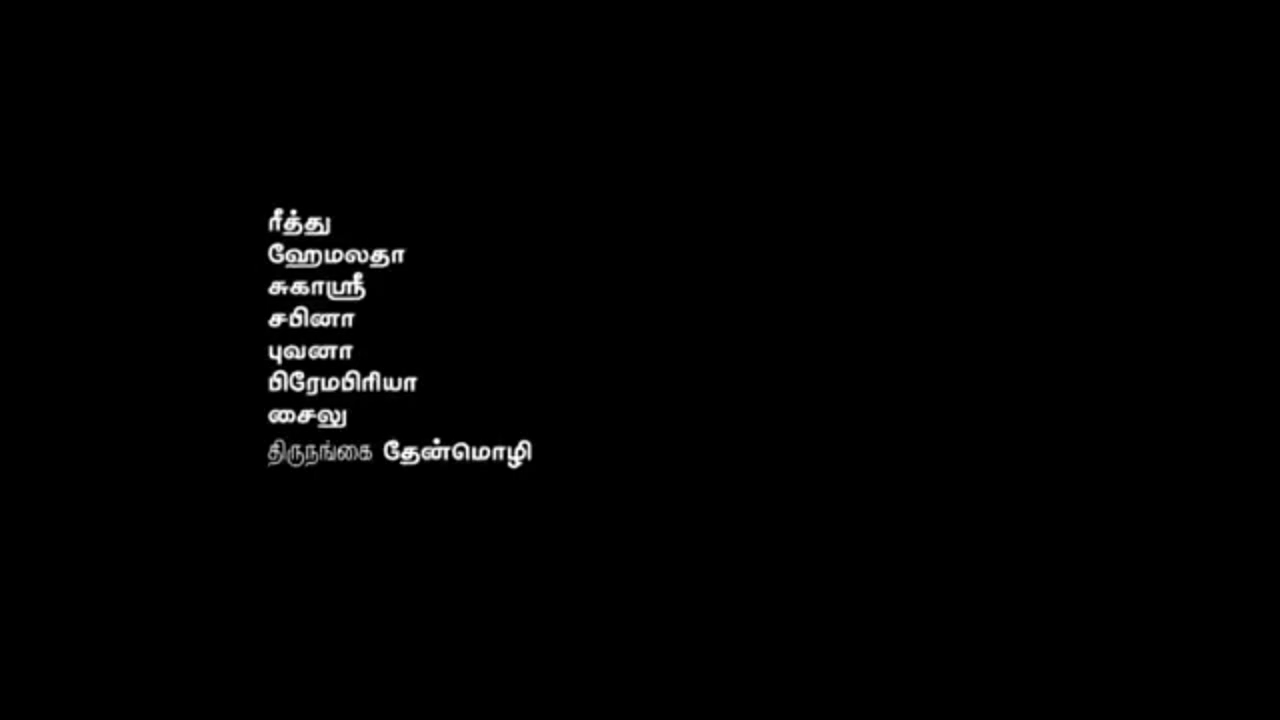 ரீத்து
ஹேமலதா
சுகாஸ்ரீ
சபினா
புவனா
பிரேமபிரியா
சைலு
திருநங்கை தேன்மொழி